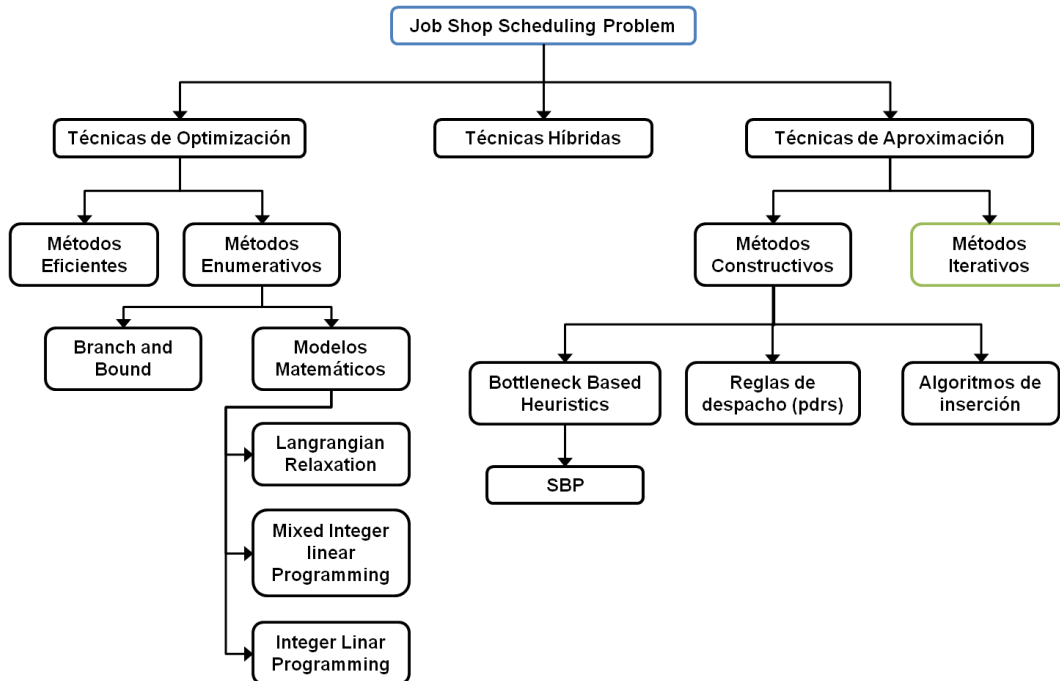 Job Shop Scheduling Problem
Técnicas de Optimización
Técnicas Híbridas
Técnicas de Aproximación
Métodos
Eficientes
Métodos
Enumerativos
Métodos
Constructivos
Métodos
Iterativos
Branch and
Bound
Modelos
Matemáticos
Bottleneck Based
Heuristics
Reglas de
despacho (pdrs)
Algoritmos de
inserción
Langrangian
Relaxation
SBP
Mixed Integer
linear
Programming
Integer Linar
Programming